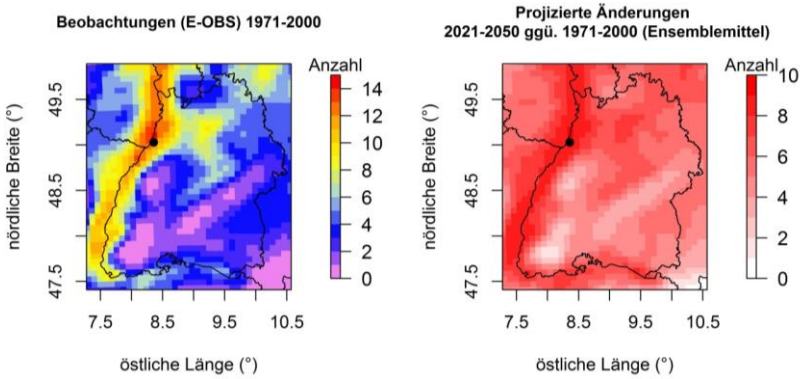 Beobachtungen (E-OBS) 1971-2000
Anzahl
14
12
10
8
6
4
2
0
49.5
48.5
47.5
nördliche Breite (°)
7.5 8.5 9.5 10.5
östliche Länge (°)
Projizierte Änderungen
2021-2050 ggü. 1971-2000 (Ensemblemittel)
Anzahl
10
8
6
4
2
0
49.5
48.5
47.5
nördliche Breite (°)
7.5 8.5 9.5 10.5
östliche Länge (°)